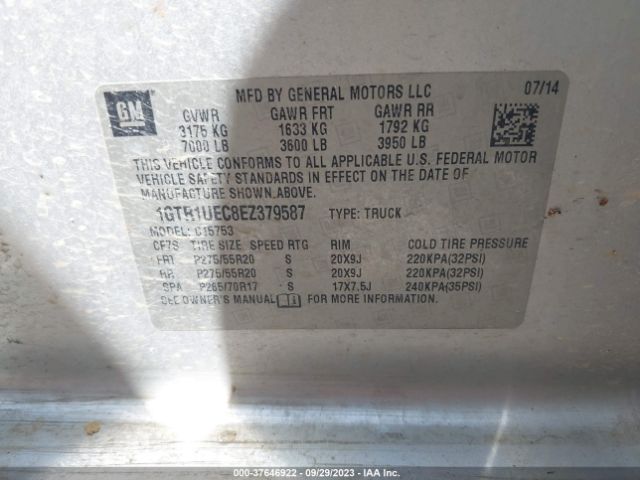 MFD BY GENERAL MOTORS LLC 07/14
GM
GVWR GAWR FRT GAWR RR
3175 KG 1633 KG 1792 KG
7000 LB 3600 LB 3950 LB
THIS VEHICLE CONFORMS TO ALL APPLICABLE U.S. FEDERAL MOTOR
VEHICLE SAFETY STANDARDS IN EFFECT ON THE DATE OF
MANUFACTURE SHOWN ABOVE.
1GTR1UEC8EZ379587 TYPE: TRUCK
MODEL: C15753
CF7S TIRE SIZE SPEED RTG RIM COLD TIRE PRESSURE
FRT P275/55R20 S 20X9J 220KPA(32PSI)
RR P275/55R20 S 20X9J 220KPA(32PSI)
SPA P265/70R17 S 17X7.5J 240KPA(35PSI)
SEE OWNER'S MANUAL FOR MORE INFORMATION
000-37646922 - 09/29/2023 - IAA Inc.